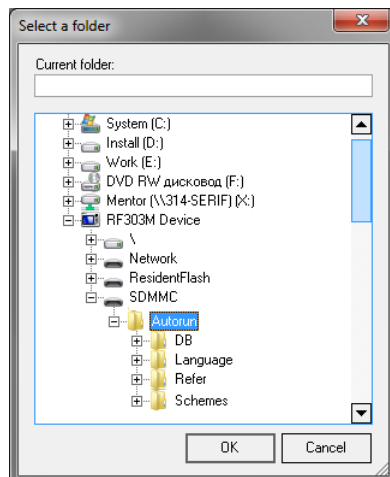 Select a folder
Current folder:
System (C:)
Install (D:)
Work (E:)
DVD RW дисковод (F:)
Mentor (\\314-SERIF) (X:)
RF303M Device
\
Network
ResidentFlash
SDMMC
Autorun
DB
Language
Refer
Schemes
OK Cancel